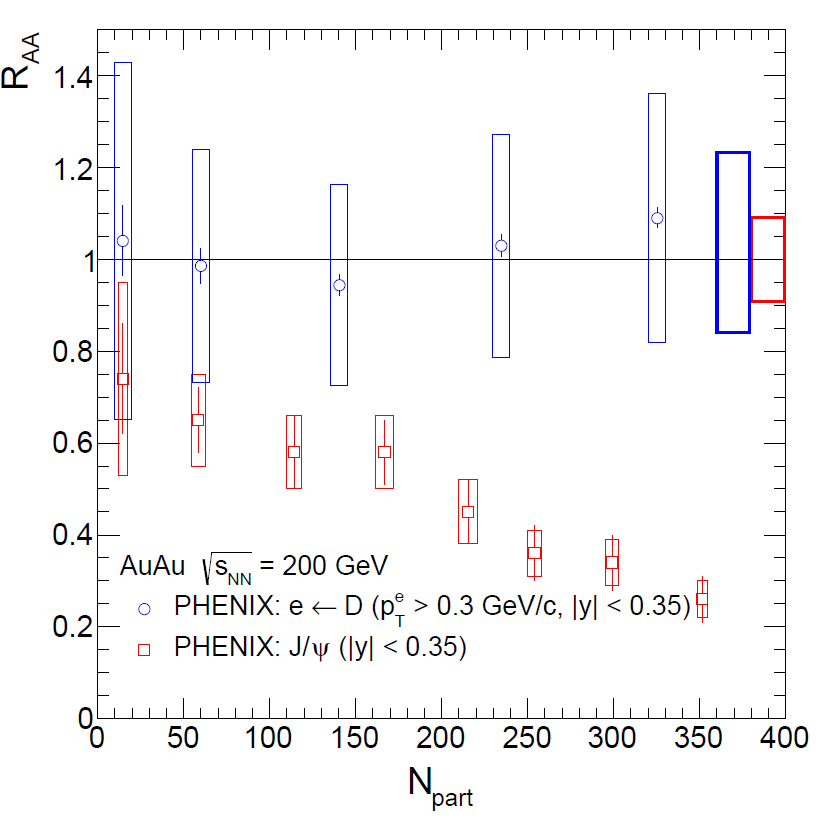 R_AA
1.4
1.2
1
0.8
0.6
0.4
0.2
0
AuAu √s_NN = 200 GeV
PHENIX: e ← D (p_T^e > 0.3 GeV/c, |y| < 0.35)
PHENIX: J/ψ (|y| < 0.35)
0 50 100 150 200 250 300 350 400
N_part